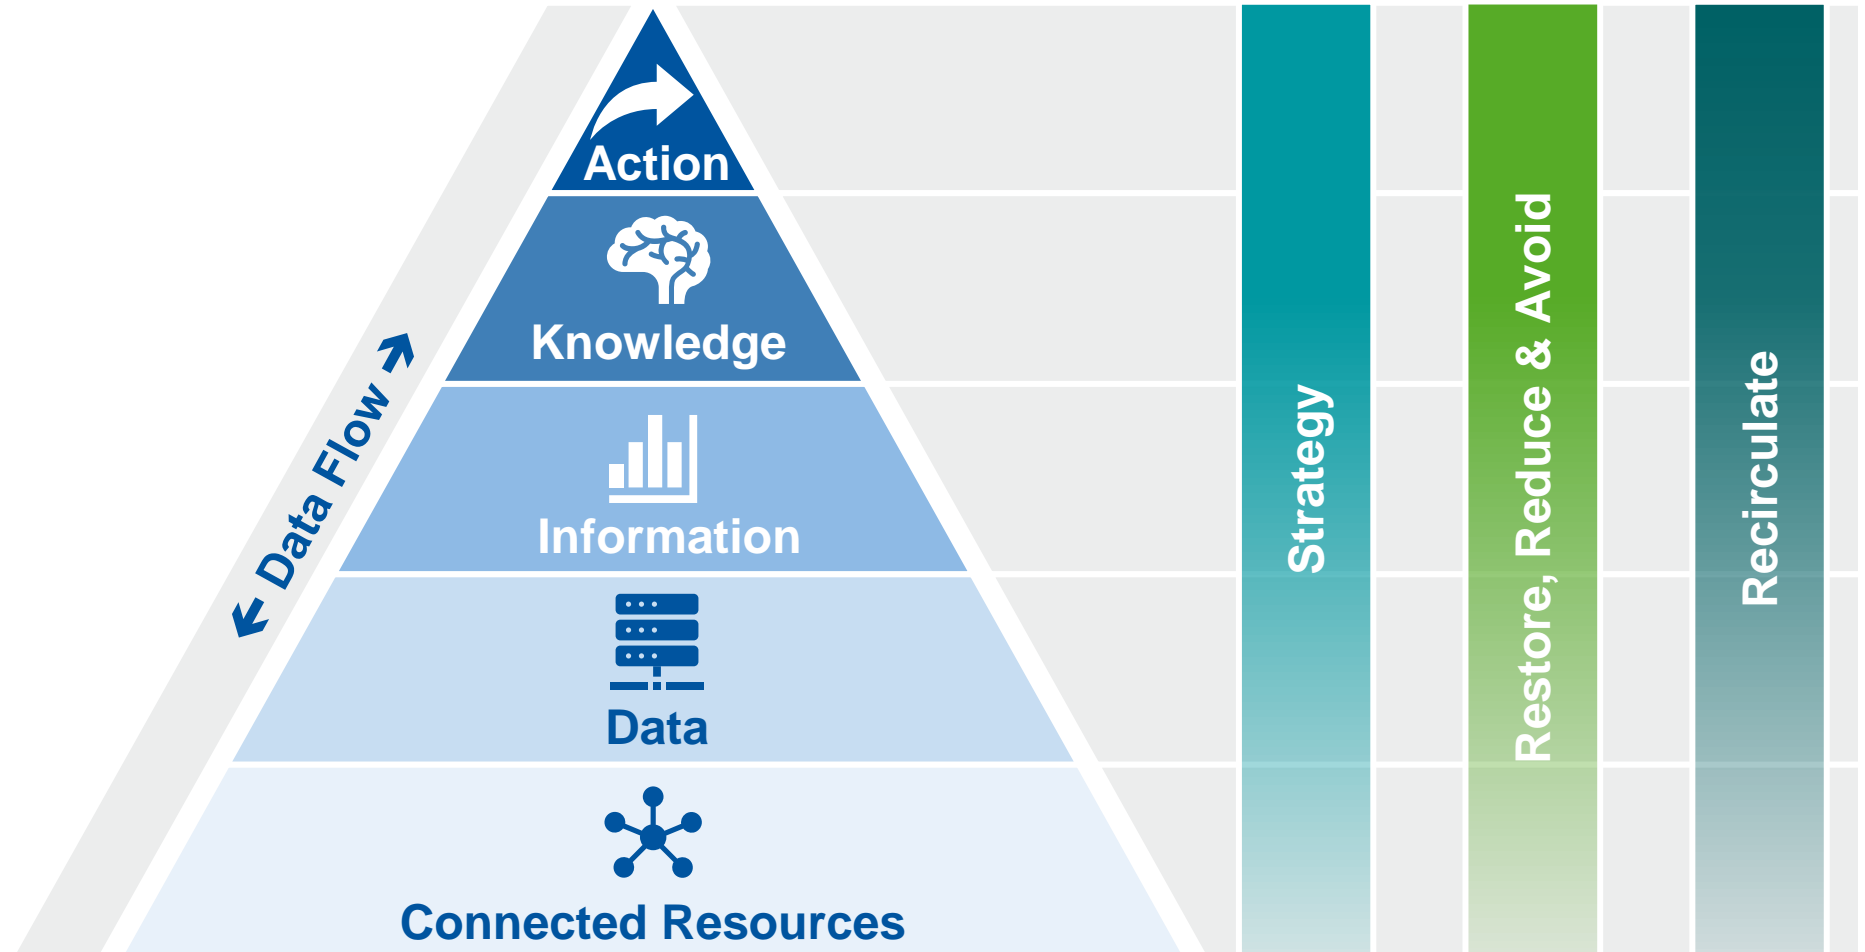 Action
Knowledge
Information
Data
Connected Resources
← Data Flow →
Strategy
Restore, Reduce & Avoid
Recirculate